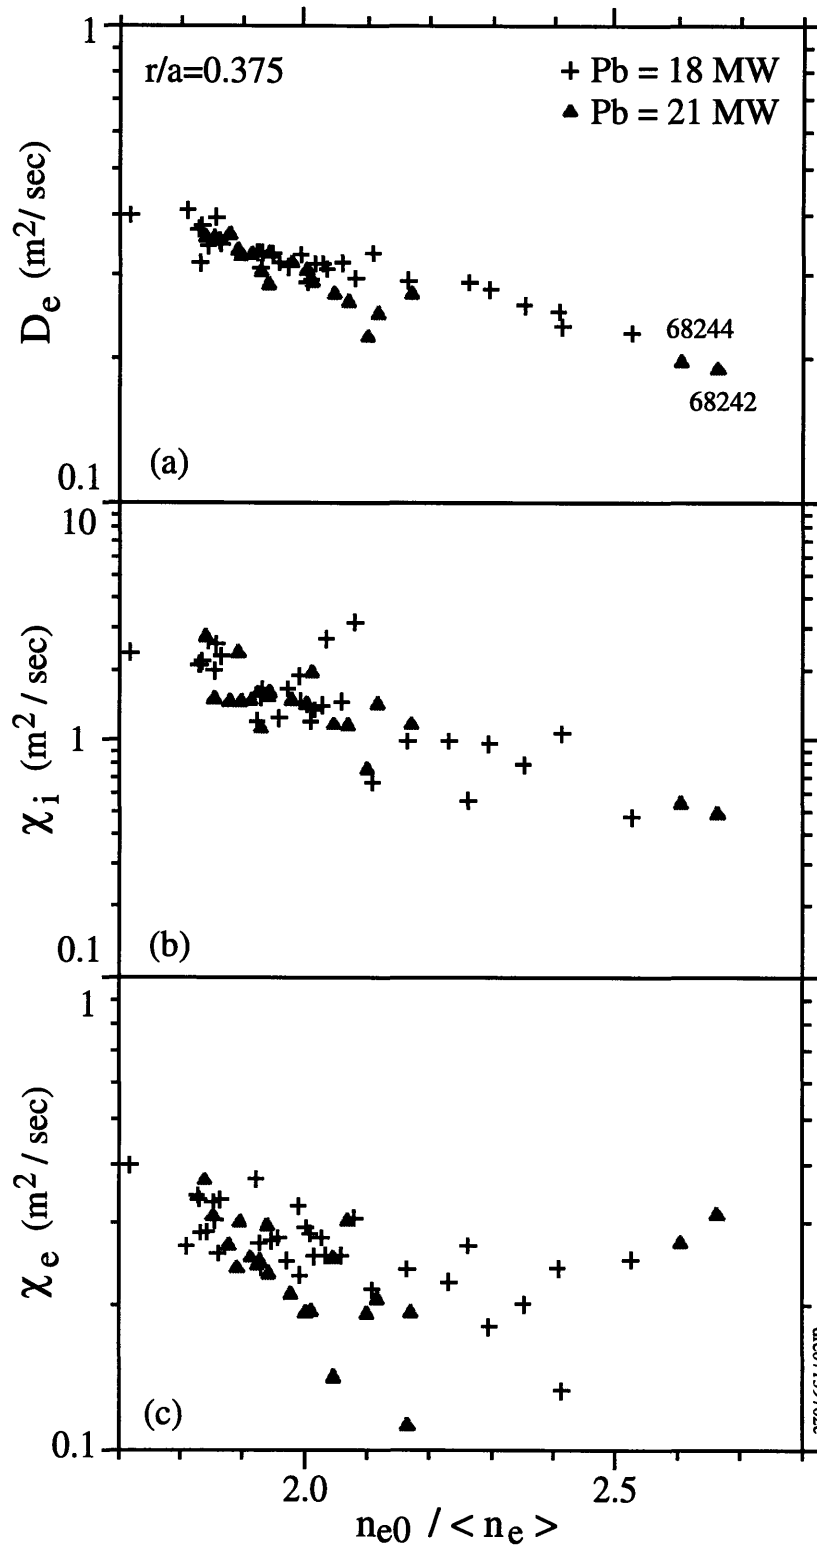 1
r/a=0.375
+ Pb = 18 MW
▲ Pb = 21 MW
D_e (m²/ sec)
68244
68242
(a)
0.1
10
χ_i (m² / sec)
1
(b)
0.1
1
χ_e (m² / sec)
(c)
0.1
2.0 2.5
n_e0 / < n_e >